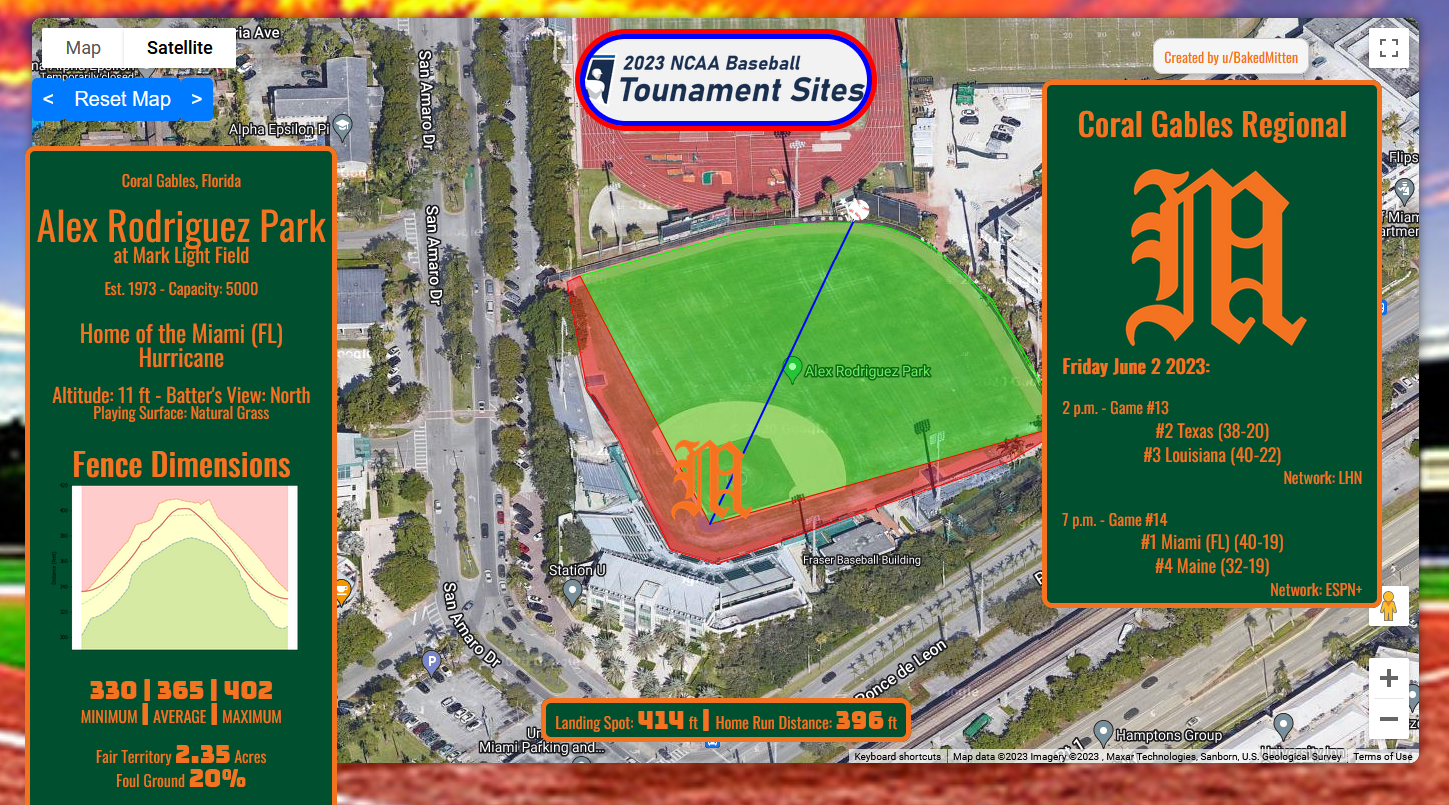 Map
Satellite
ria Ave
Temporarily closed
< Reset Map >
Alpha Epsilon Pi
San Amaro Dr
San Amaro Dr
San Amaro Dr
2023 NCAA Baseball
Tounament Sites
Created by u/BakedMitten
Coral Gables, Florida
Alex Rodriguez Park
at Mark Light Field
Est. 1973 - Capacity: 5000
Home of the Miami (FL)
Hurricane
Altitude: 11 ft - Batter's View: North
Playing Surface: Natural Grass
Fence Dimensions
330 | 365 | 402
MINIMUM | AVERAGE | MAXIMUM
Fair Territory 2.35 Acres
Foul Ground 20%
Alex Rodriguez Park
M
Fraser Baseball Building
Station U
P
Ponce de Leon
Miami Parking and...
Landing Spot: 414 ft | Home Run Distance: 396 ft
Coral Gables Regional
M
Friday June 2 2023:
2 p.m. - Game #13
#2 Texas (38-20)
#3 Louisiana (40-22)
Network: LHN
7 p.m. - Game #14
#1 Miami (FL) (40-19)
#4 Maine (32-19)
Network: ESPN+
Flips
Hamptons Group
University Inn
Keyboard shortcuts
Map data ©2023 Imagery ©2023 , Maxar Technologies, Sanborn, U.S. Geological Survey
Terms of Use